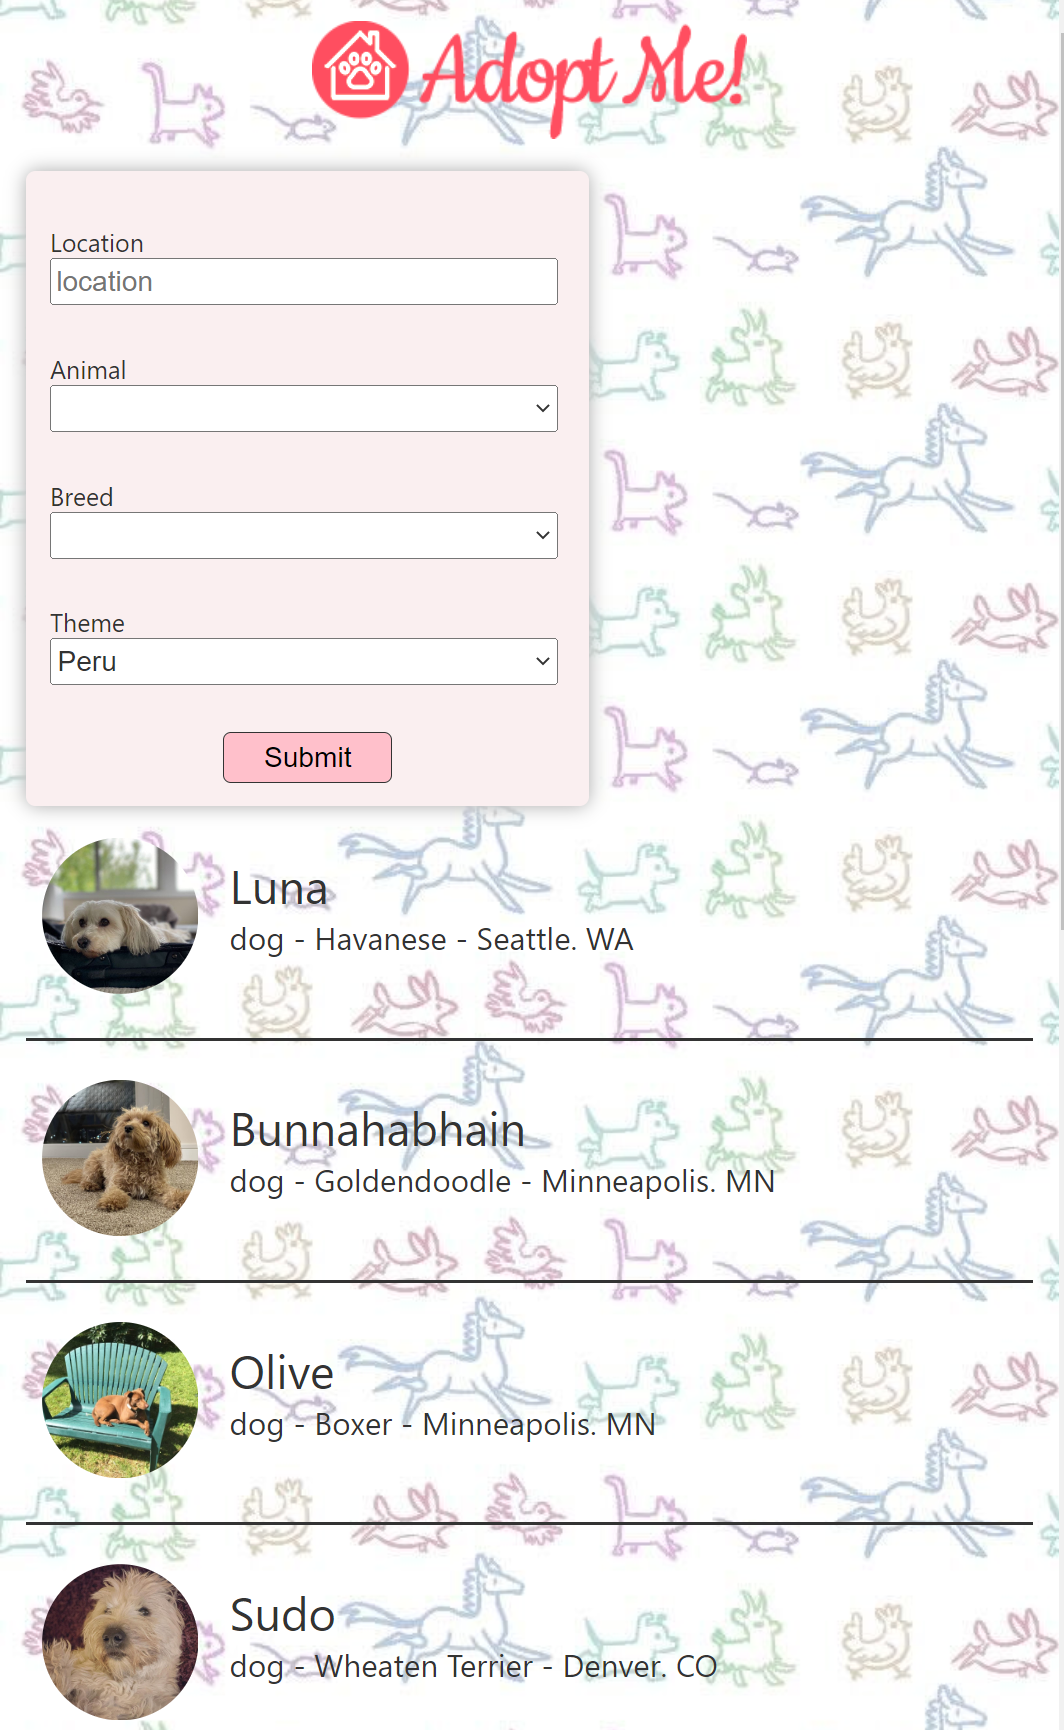 Adopt Me!
Location
location
Animal
Breed
Theme
Peru
Submit
Luna
dog - Havanese - Seattle. WA
Bunnahabhain
dog - Goldendoodle - Minneapolis. MN
Olive
dog - Boxer - Minneapolis. MN
Sudo
dog - Wheaten Terrier - Denver. CO